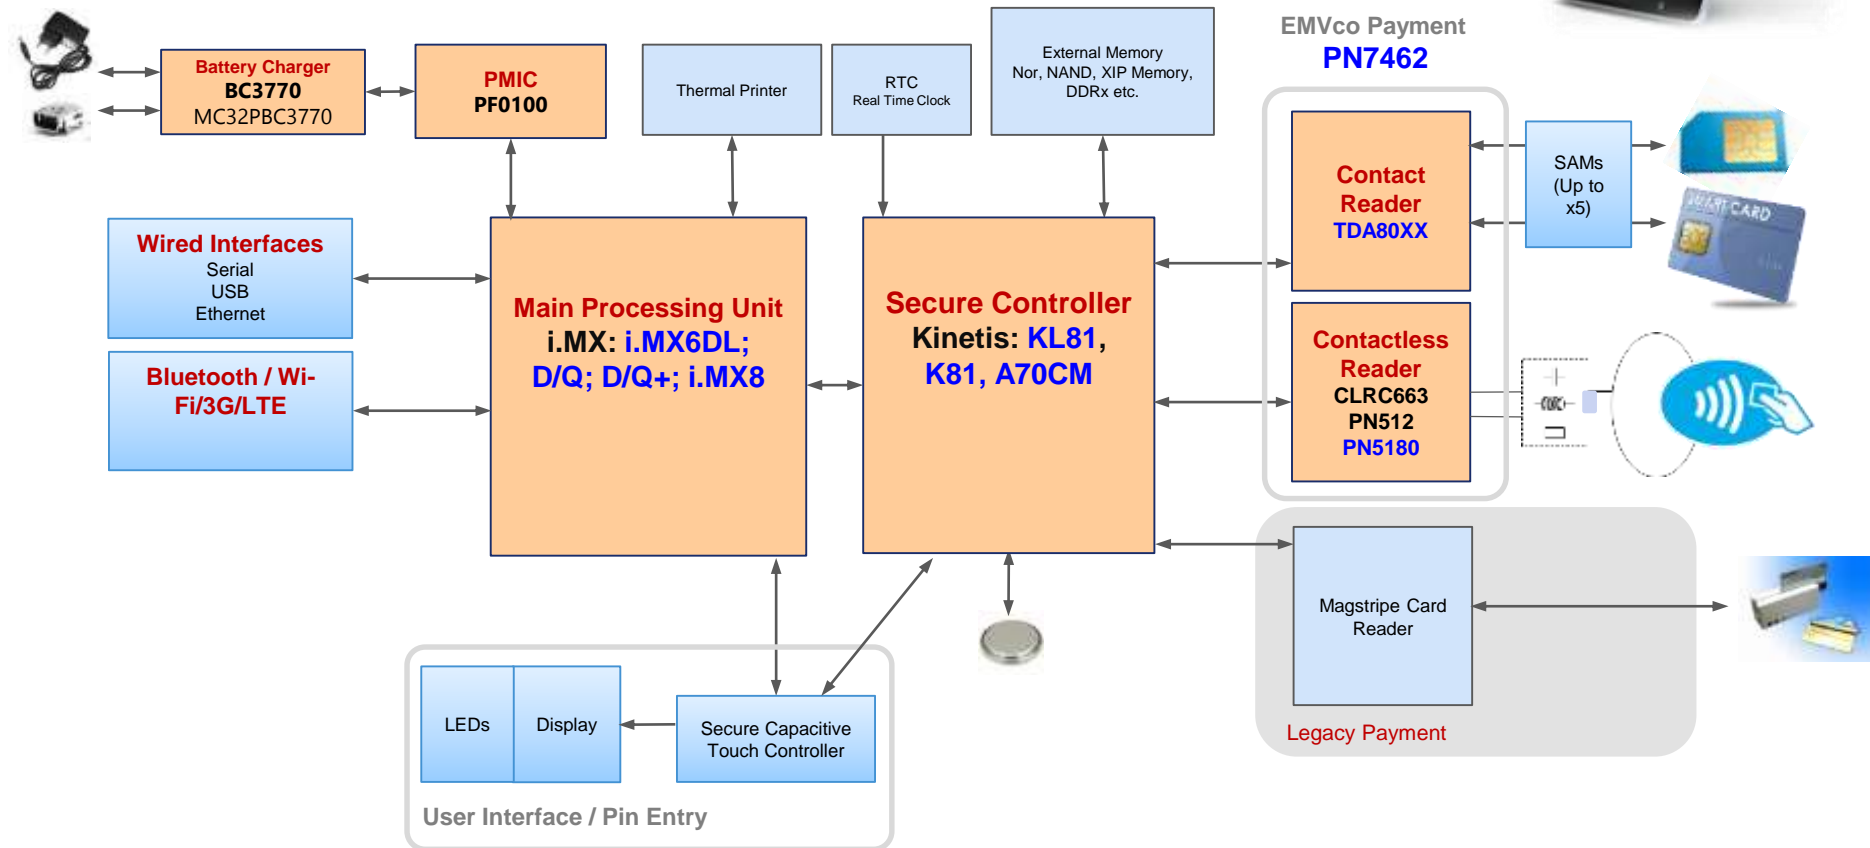 EMVco Payment
PN7462
Battery Charger
BC3770
MC32PBC3770
PMIC
PF0100
Thermal Printer
RTC
Real Time Clock
External Memory
Nor, NAND, XIP Memory,
DDRx etc.
Contact
Reader
TDA80XX
SAMs
(Up to
x5)
SMART CARD
Wired Interfaces
Serial
USB
Ethernet
Bluetooth / Wi-
Fi/3G/LTE
Main Processing Unit
i.MX: i.MX6DL;
D/Q; D/Q+; i.MX8
Secure Controller
Kinetis: KL81,
K81, A70CM
Contactless
Reader
CLRC663
PN512
PN5180
Magstripe Card
Reader
Legacy Payment
LEDs
Display
Secure Capacitive
Touch Controller
User Interface / Pin Entry